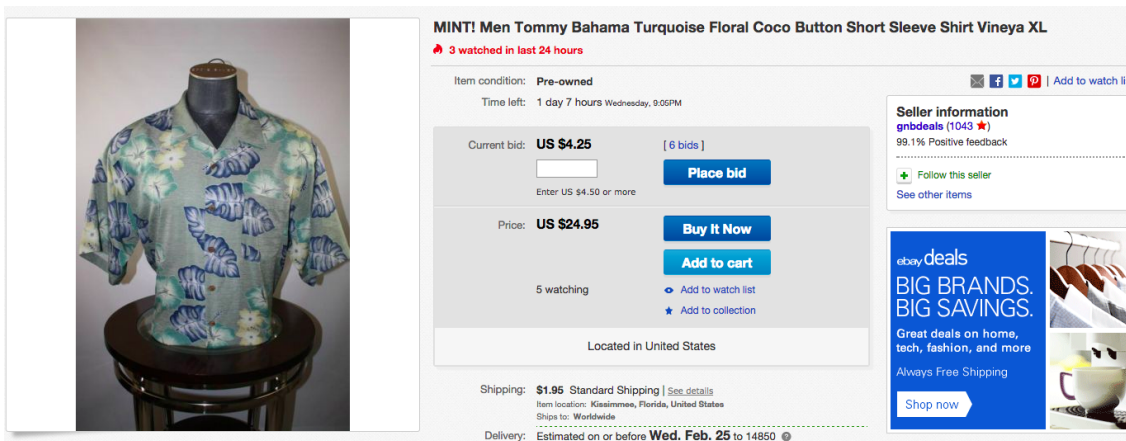 MINT! Men Tommy Bahama Turquoise Floral Coco Button Short Sleeve Shirt Vineya XL
3 watched in last 24 hours
Item condition: Pre-owned
Add to watch li
Time left: 1 day 7 hours Wednesday, 9:05PM
Current bid: US $4.25 [ 6 bids ]
Place bid
Enter US $4.50 or more
Price: US $24.95
Buy It Now
Add to cart
5 watching
Add to watch list
Add to collection
Located in United States
Shipping: $1.95 Standard Shipping | See details
Item location: Kissimmee, Florida, United States
Ships to: Worldwide
Delivery: Estimated on or before Wed. Feb. 25 to 14850
Seller information
gnbdeals (1043)
99.1% Positive feedback
Follow this seller
See other items
ebay deals
BIG BRANDS.
BIG SAVINGS.
Great deals on home,
tech, fashion, and more
Always Free Shipping
Shop now